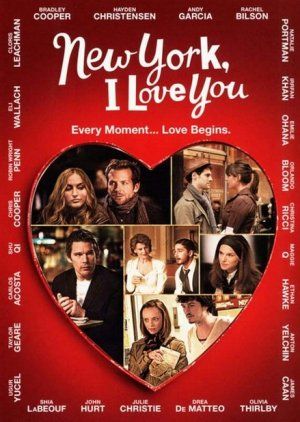 BRADLEY COOPER
HAYDEN CHRISTENSEN
ANDY GARCIA
RACHEL BILSON
New York,
I Love You
Every Moment... Love Begins.
CLORIS LEACHMAN
ELI WALLACH
ROBIN WRIGHT PENN
CHRIS COOPER
SHU QI
CARLOS ACOSTA
TAYLOR GEARE
UGUR YUCEL
NATALIE PORTMAN
IRRFAN KHAN
EMILIE OHANA
ORLANDO BLOOM
CHRISTINA RICCI
MAGGIE Q
ETHAN HAWKE
ANTON YELCHIN
JAMES CAAN
SHIA LaBEOUF
JOHN HURT
JULIE CHRISTIE
DREA DE MATTEO
OLIVIA THIRLBY